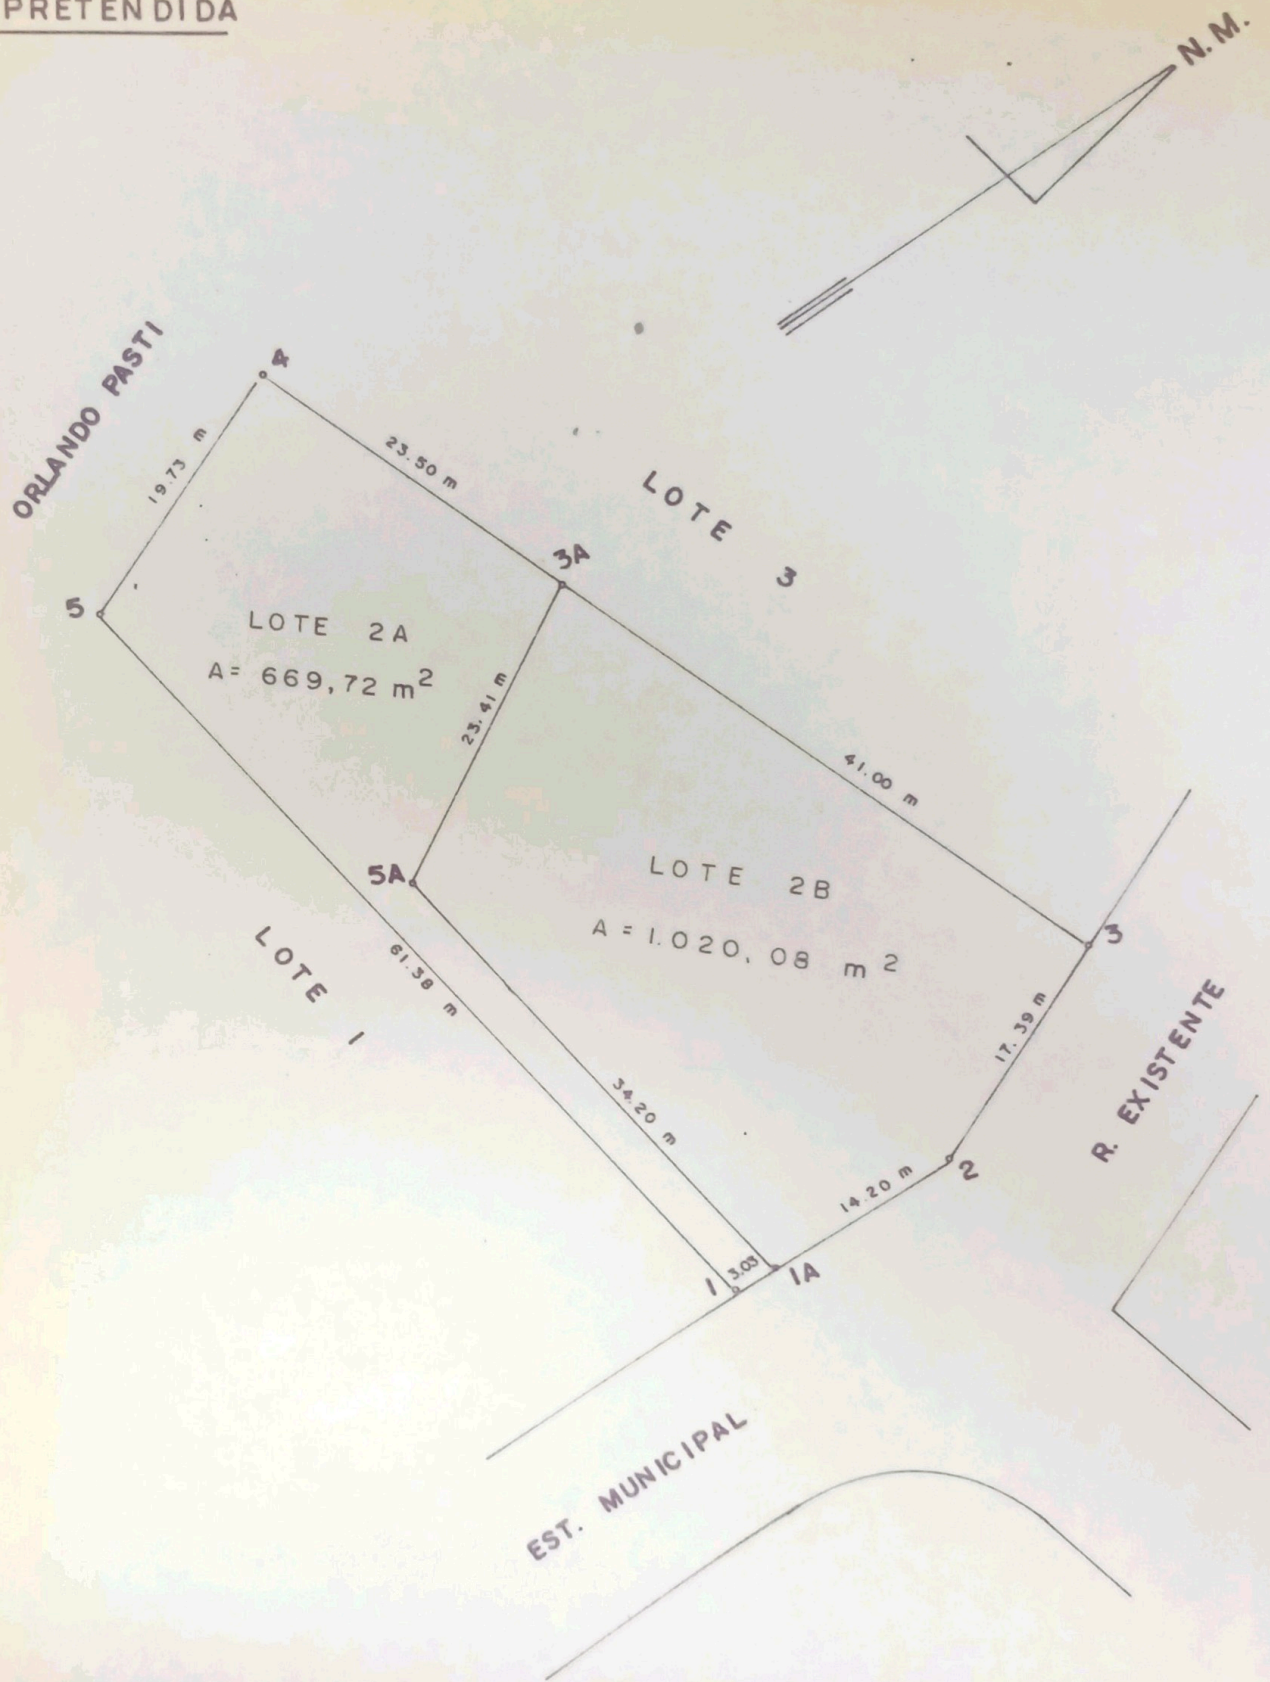 PRETENDIDA
N.M.
ORLANDO PASTI
4
19.73 m
23.50 m
LOTE 3
3A
5
LOTE 2A
A= 669,72 m²
23.41 m
41.00 m
5A
LOTE 2B
A = 1.020,08 m²
3
LOTE 1
61.38 m
17.39 m
R. EXISTENTE
34.20 m
14.20 m
2
1
3.03
1A
EST. MUNICIPAL